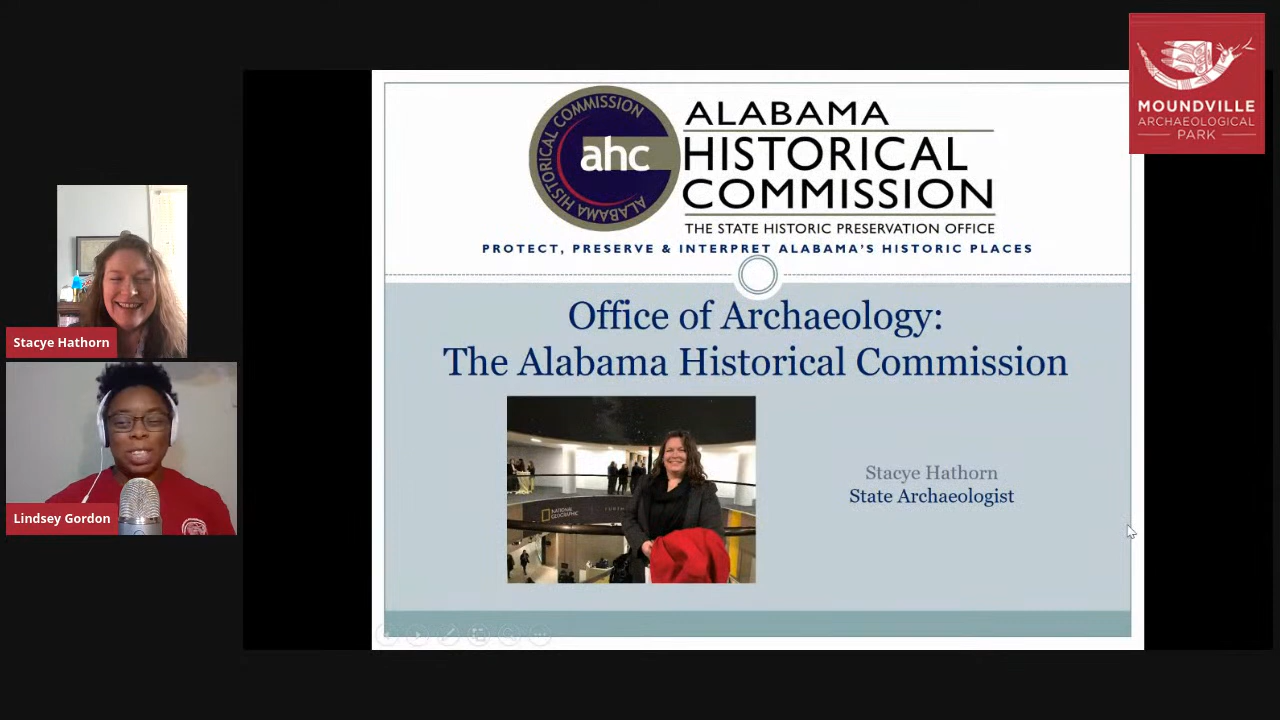 MOUNDVILLE
ARCHAEOLOGICAL
PARK
ALABAMA HISTORICAL COMMISSION
ahc
ALABAMA
HISTORICAL
COMMISSION
THE STATE HISTORIC PRESERVATION OFFICE
PROTECT, PRESERVE & INTERPRET ALABAMA'S HISTORIC PLACES
Office of Archaeology:
The Alabama Historical Commission
NATIONAL
GEOGRAPHIC
Stacye Hathorn
State Archaeologist
Stacye Hathorn
Lindsey Gordon